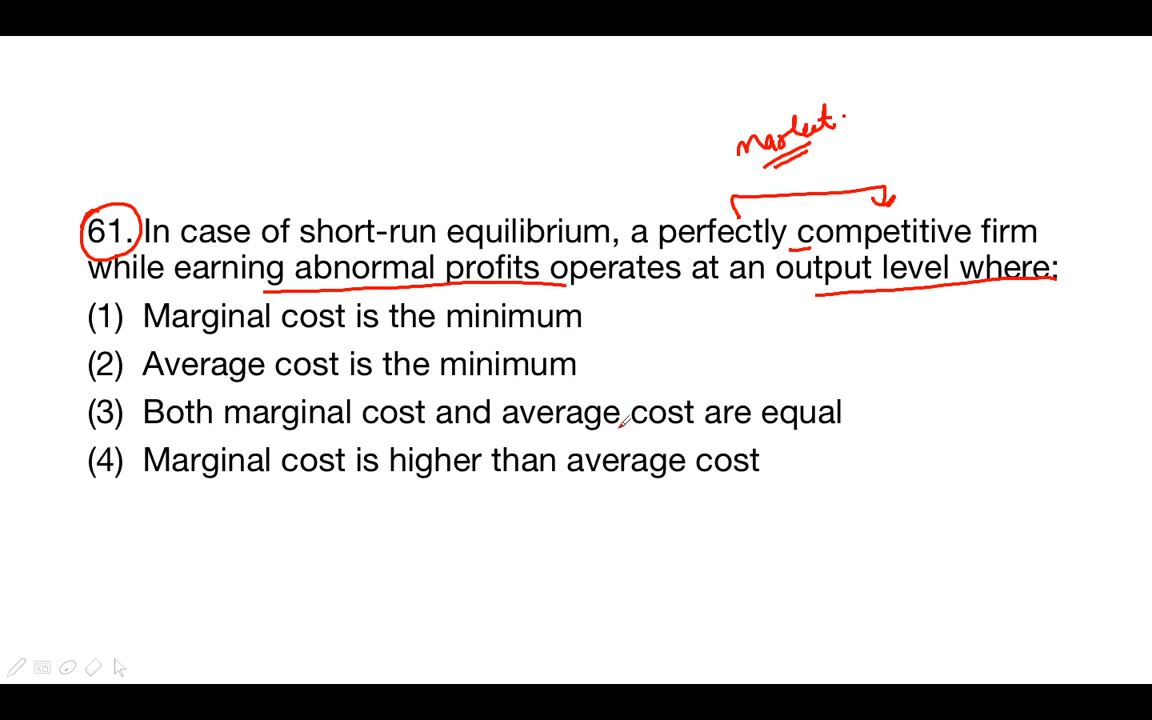 market.
61. In case of short-run equilibrium, a perfectly competitive firm
while earning abnormal profits operates at an output level where:
(1) Marginal cost is the minimum
(2) Average cost is the minimum
(3) Both marginal cost and average cost are equal
(4) Marginal cost is higher than average cost